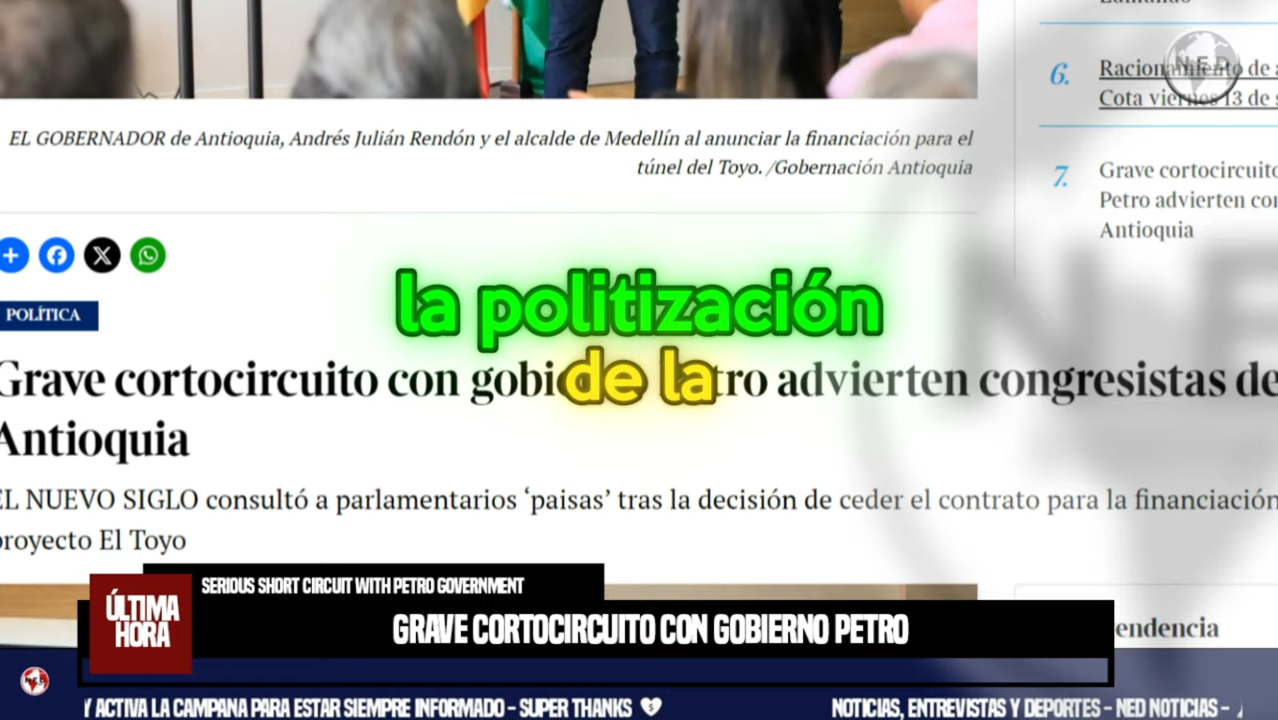 6.
Racionamiento de a
Cota viernes 13 de s
EL GOBERNADOR de Antioquia, Andrés Julián Rendón y el alcalde de Medellín al anunciar la financiación para el
túnel del Toyo. /Gobernación Antioquia
7.
Grave cortocircuito
Petro advierten con
Antioquia
POLÍTICA
la politización
de la
Grave cortocircuito con gobie tro advierten congresistas de
Antioquia
EL NUEVO SIGLO consultó a parlamentarios ‘paisas’ tras la decisión de ceder el contrato para la financiación
proyecto El Toyo
SERIOUS SHORT CIRCUIT WITH PETRO GOVERNMENT
ÚLTIMA
HORA
GRAVE CORTOCIRCUITO CON GOBIERNO PETRO
endencia
Y ACTIVA LA CAMPANA PARA ESTAR SIEMPRE INFORMADO - SUPER THANKS
NOTICIAS, ENTREVISTAS Y DEPORTES - NED NOTICIAS -